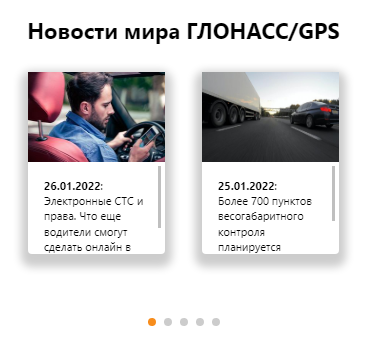 Новости мира ГЛОНАСС/GPS
26.01.2022:
Электронные СТС и
права. Что еще
водители смогут
сделать онлайн в
25.01.2022:
Более 700 пунктов
весогабаритного
контроля
планируется